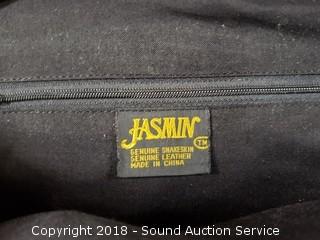 JASMIN TM
GENUINE SNAKESKIN
GENUINE LEATHER
MADE IN CHINA
Copyright 2018 - Sound Auction Service